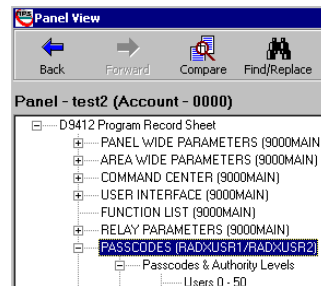 RPS Panel View
Back Forward Compare Find/Replace
Panel - test2 (Account - 0000)
D9412 Program Record Sheet
PANEL WIDE PARAMETERS (9000MAIN
AREA WIDE PARAMETERS (9000MAIN
COMMAND CENTER (9000MAIN)
USER INTERFACE (9000MAIN)
FUNCTION LIST (9000MAIN)
RELAY PARAMETERS (9000MAIN)
PASSCODES (RADXUSR1/RADXUSR2)
Passcodes & Authority Levels
Users 0 - 50